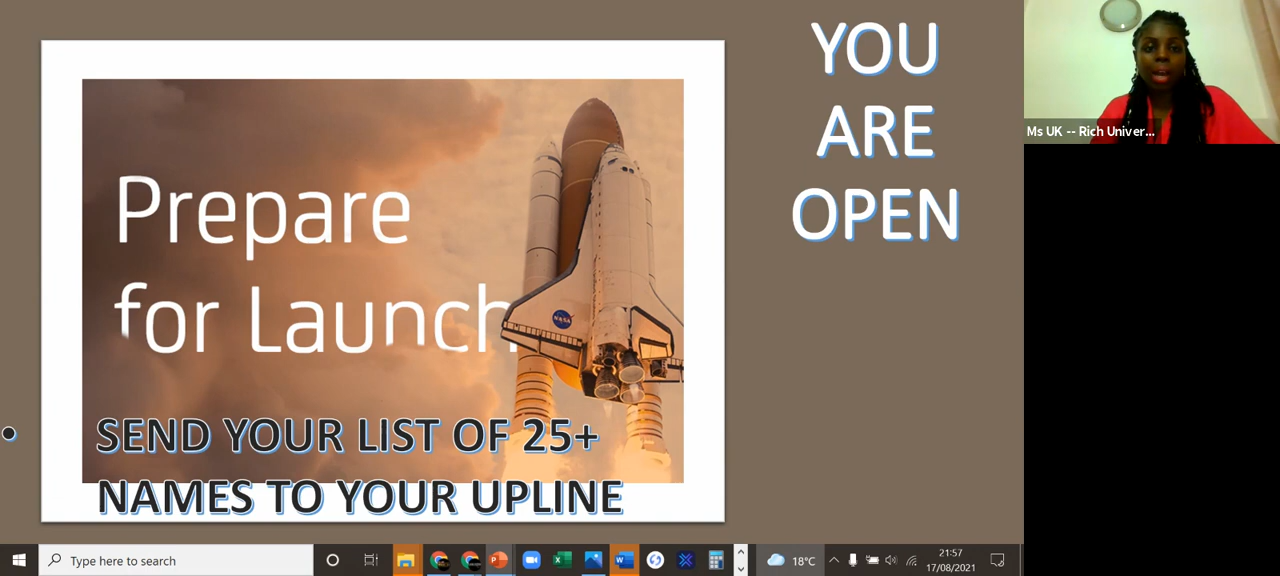 YOU
ARE
OPEN
Prepare
for Launch
NASA
SEND YOUR LIST OF 25+
NAMES TO YOUR UPLINE
Ms UK -- Rich Univer...
Type here to search
18°C
21:57
17/08/2021